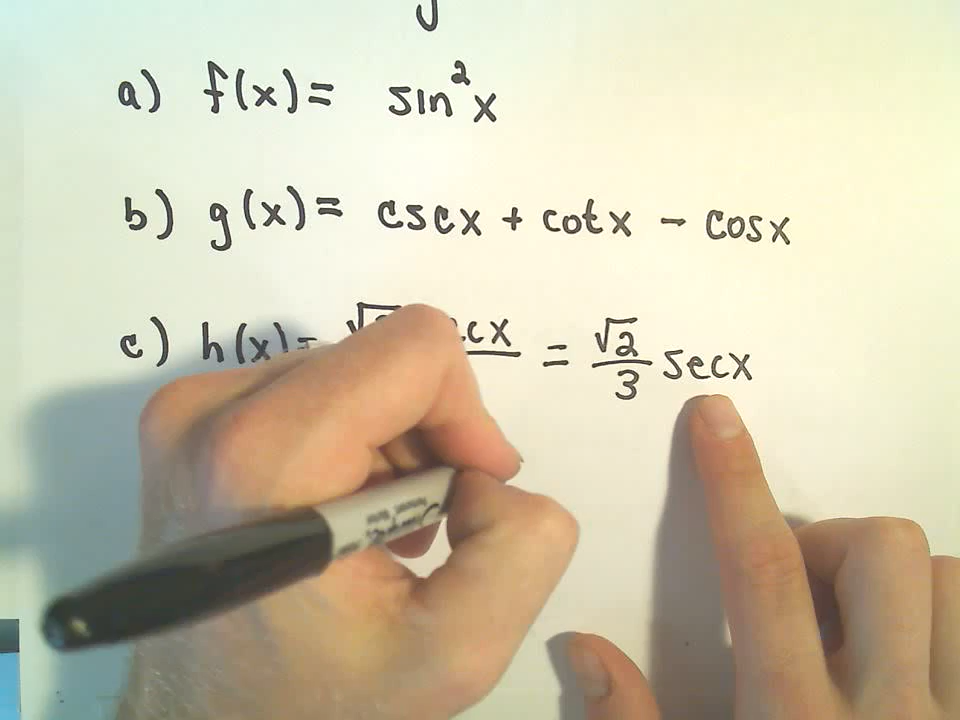 a) f(x) = sin²x
b) g(x) = cscx + cotx - cosx
c) h(x) = = √2/3 secx